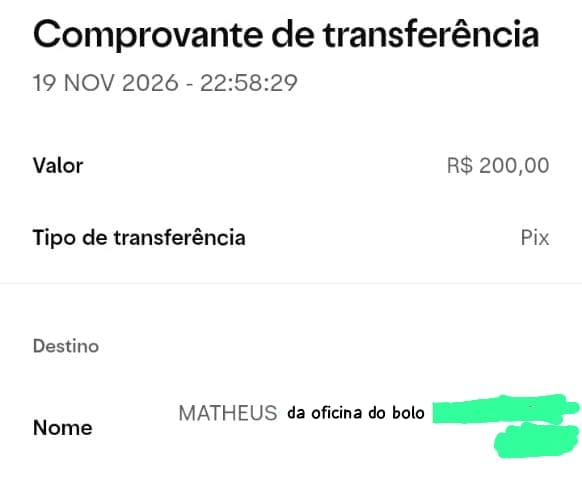 Comprovante de transferência
19 NOV 2026 - 22:58:29
Valor R$ 200,00
Tipo de transferência Pix
Destino
Nome MATHEUS da oficina do bolo